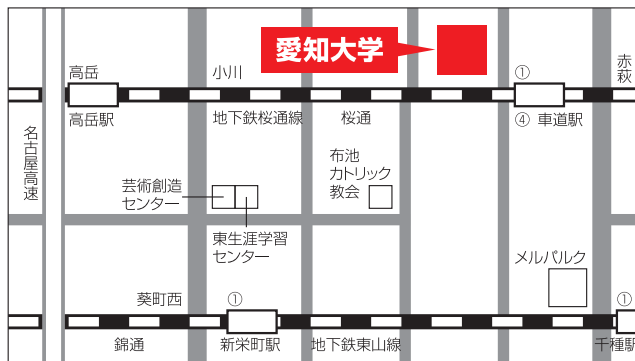 愛知大学
高岳
小川
①
赤萩
高岳駅
地下鉄桜通線
桜通
④ 車道駅
名古屋高速
布池
カトリック
教会
芸術創造
センター
東生涯学習
センター
メルパルク
葵町西
①
①
錦通
新栄町駅
地下鉄東山線
千種駅